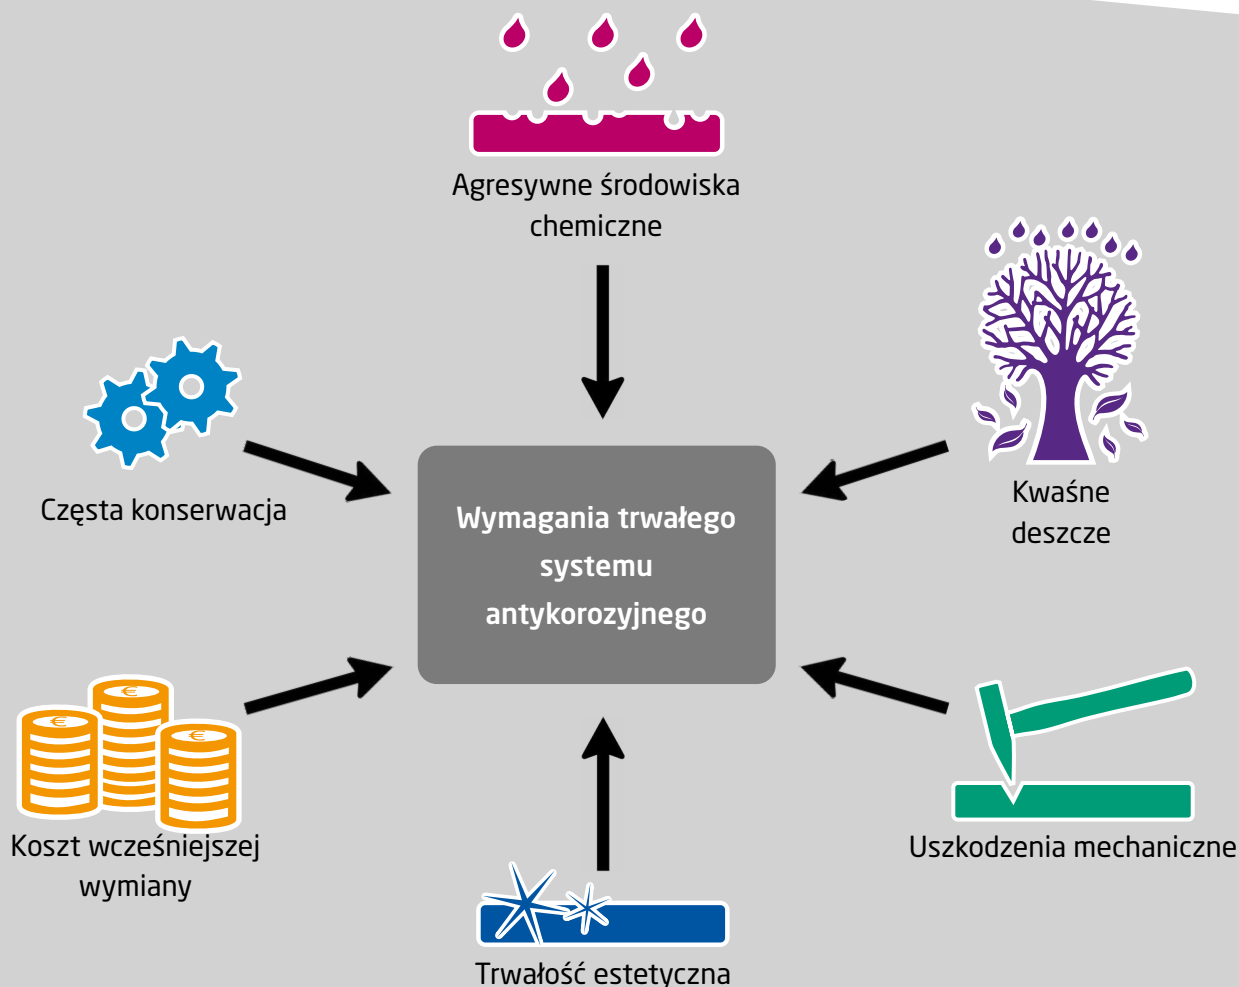 Agresywne środowiska
chemiczne
Częsta konserwacja
Kwaśne
deszcze
Wymagania trwałego
systemu
antykorozyjnego
€
€
€
Koszt wcześniejszej
wymiany
Uszkodzenia mechaniczne
Trwałość estetyczna